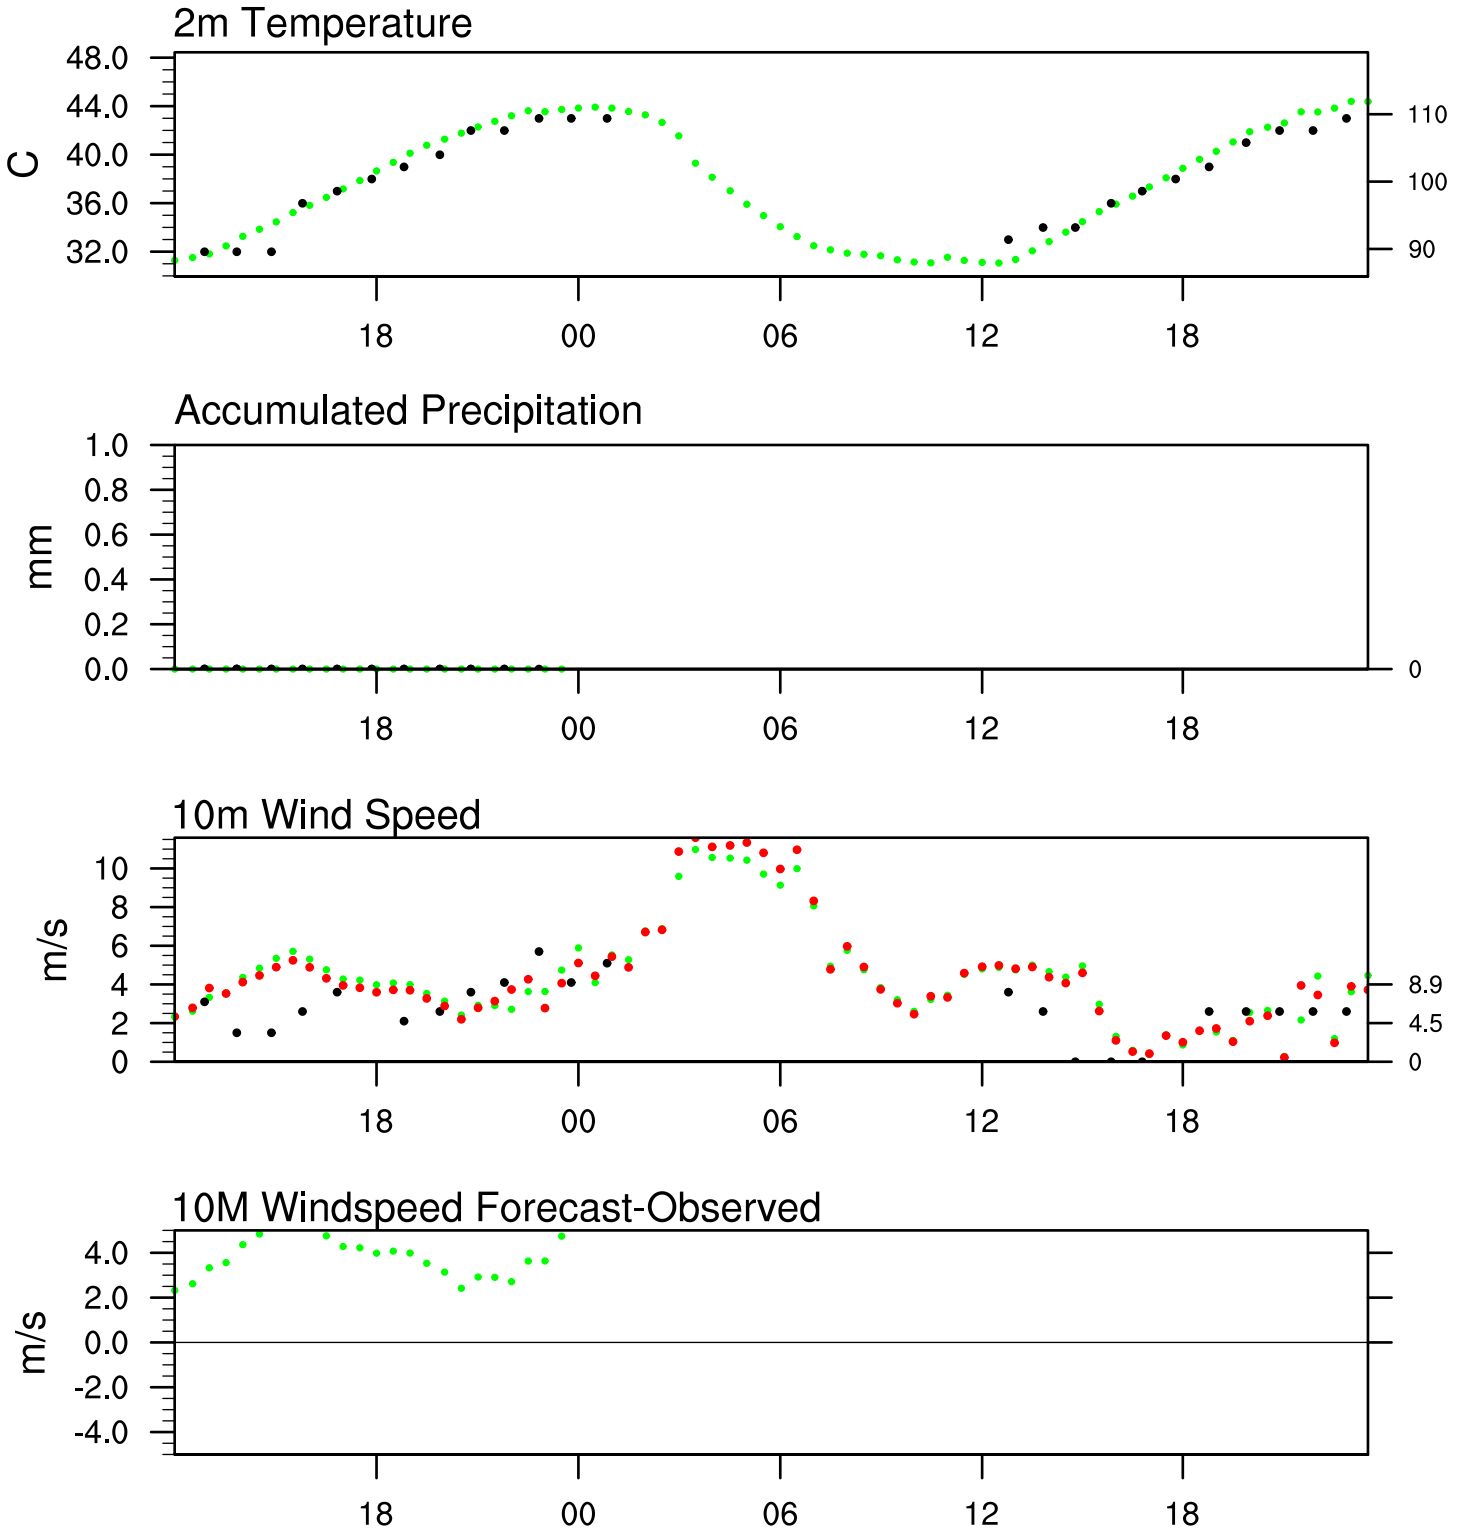 2m Temperature
48.0
44.0
40.0
36.0
32.0
C
110
100
90
18 00 06 12 18
Accumulated Precipitation
1.0
0.8
0.6
0.4
0.2
0.0
mm
0
18 00 06 12 18
10m Wind Speed
10
8
6
4
2
0
m/s
8.9
4.5
0
18 00 06 12 18
10M Windspeed Forecast-Observed
4.0
2.0
0.0
-2.0
-4.0
m/s
18 00 06 12 18